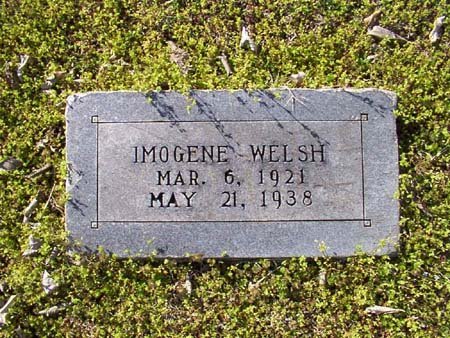 IMOGENE WELSH
MAR. 6, 1921
MAY 21, 1938